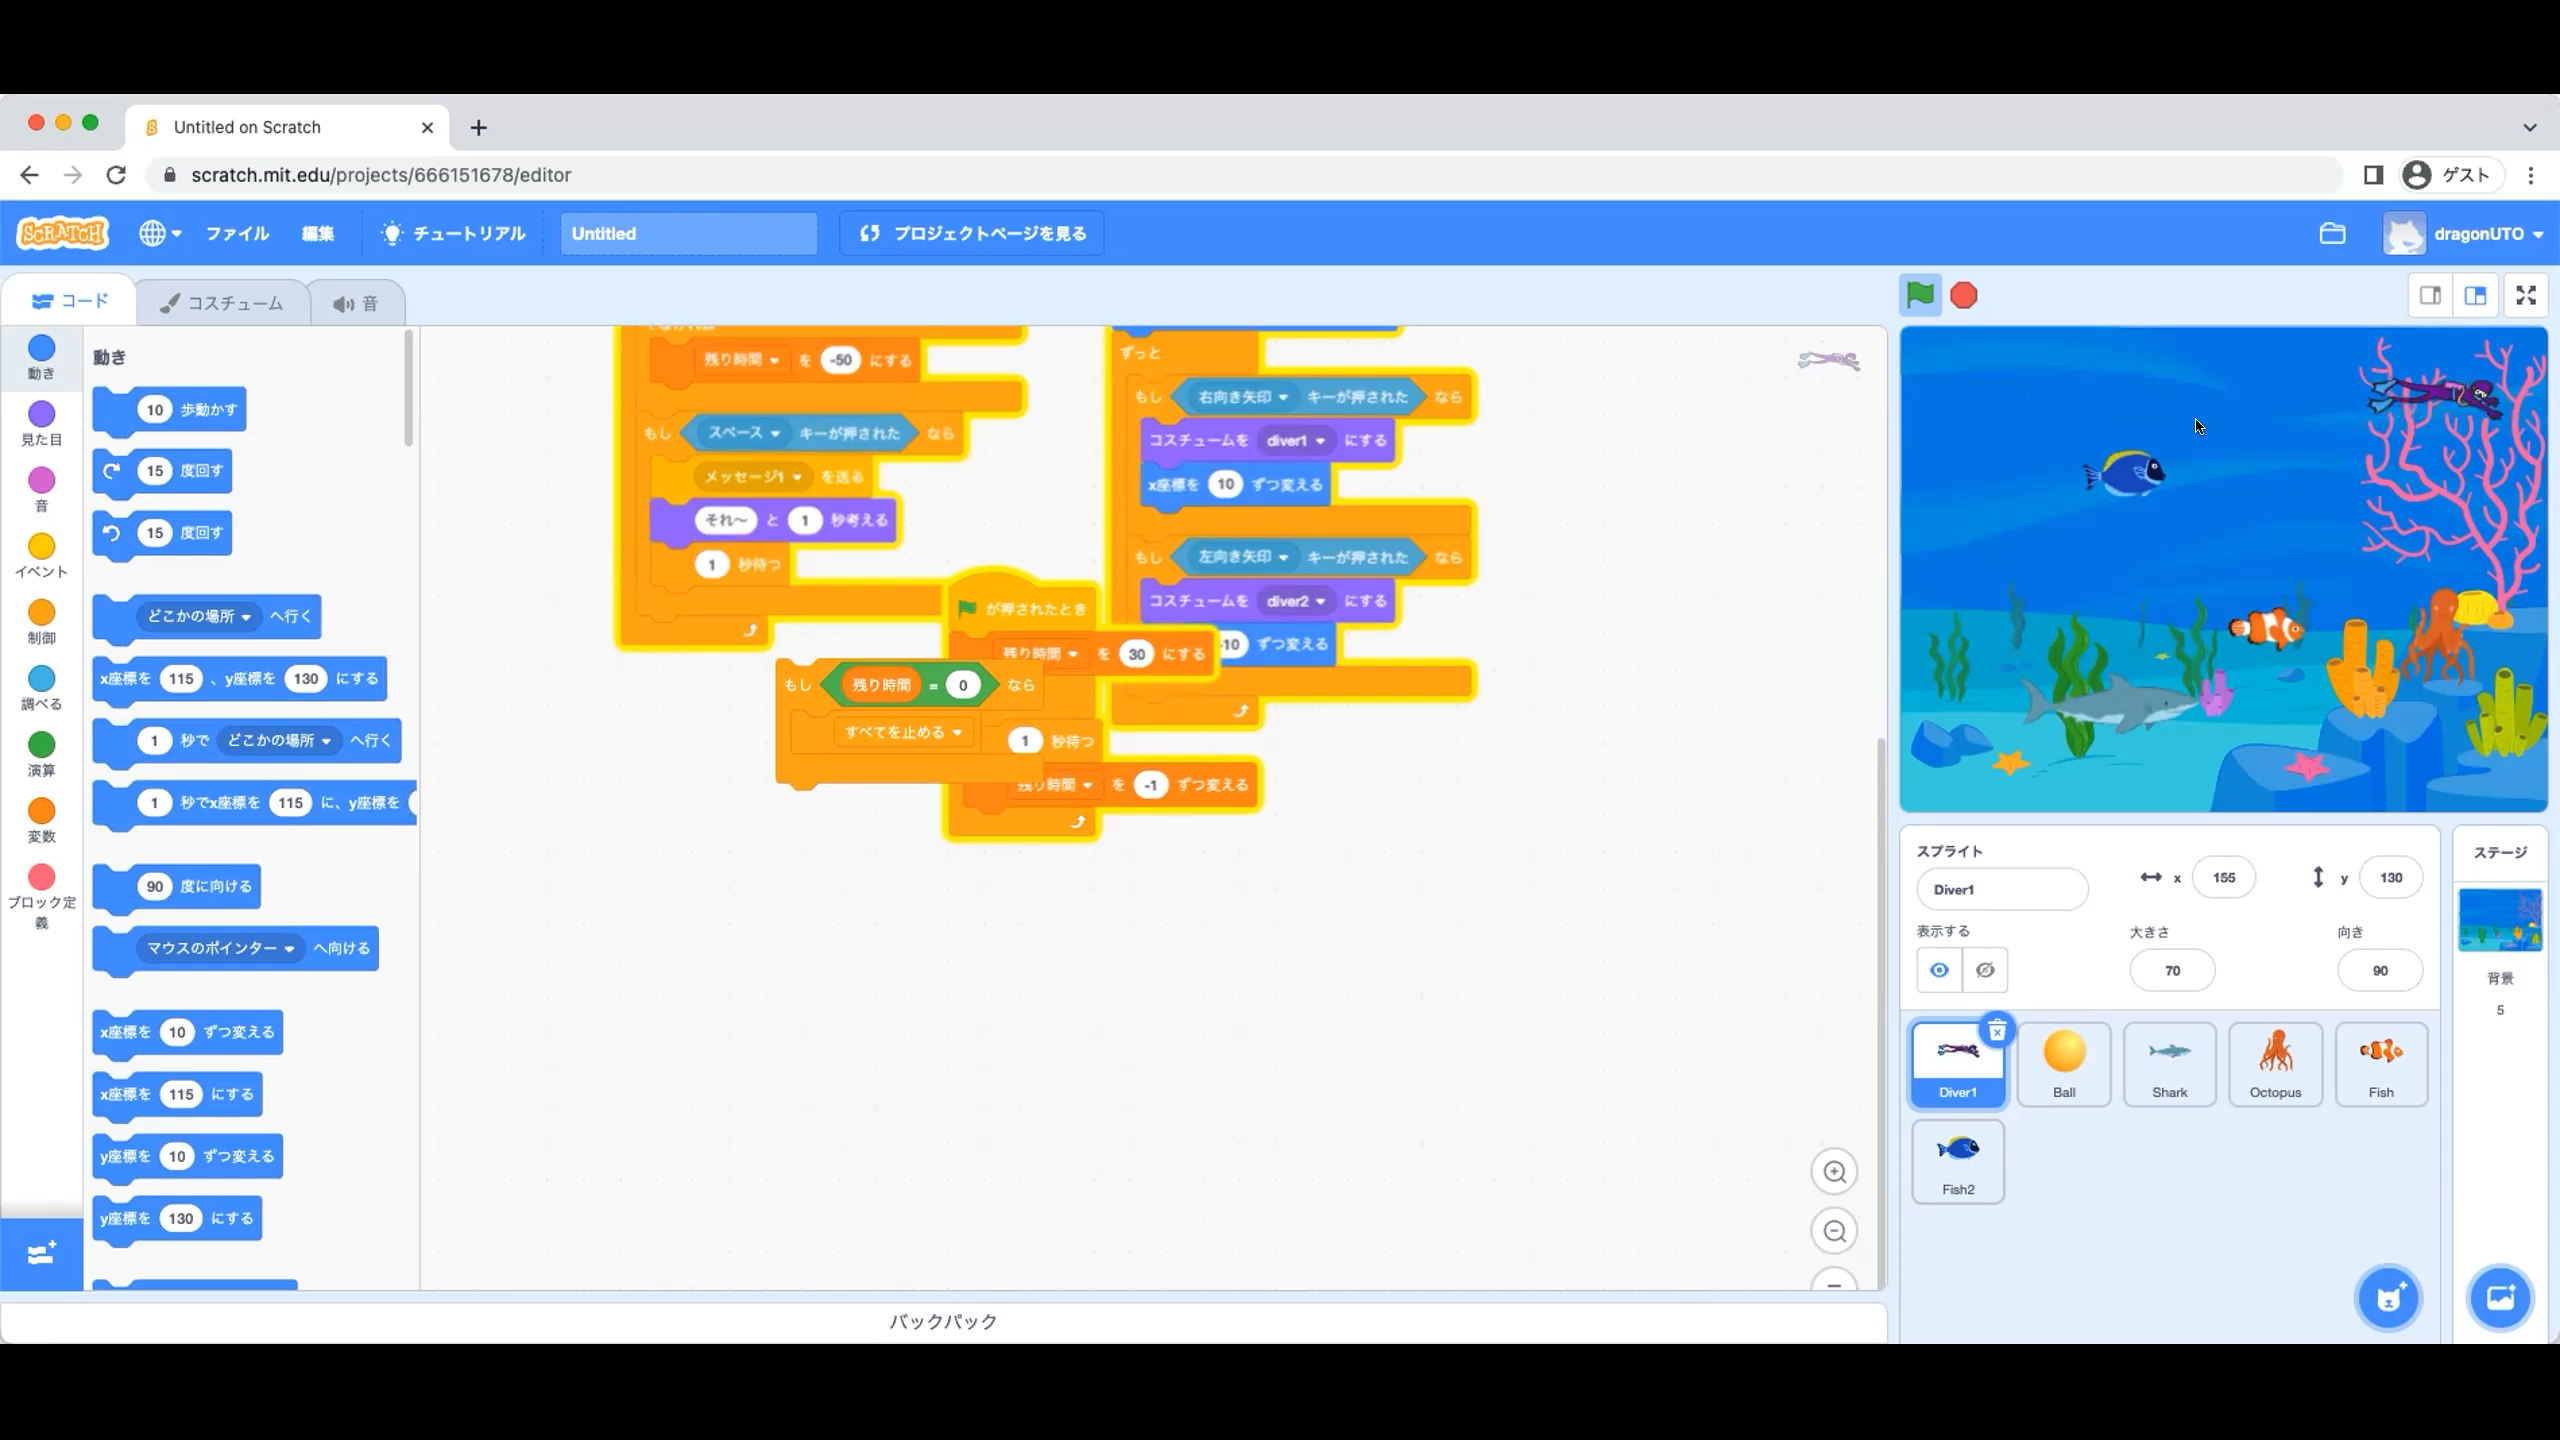 Untitled on Scratch
scratch.mit.edu/projects/666151678/editor
ゲスト
SCRATCH
ファイル
編集
チュートリアル
Untitled
プロジェクトページを見る
dragonUTO
コード
コスチューム
音
動き
見た目
音
イベント
制御
調べる
演算
変数
ブロック定義
動き
10 歩動かす
15 度回す
15 度回す
どこかの場所 へ行く
x座標を 115 、y座標を 130 にする
1 秒で どこかの場所 へ行く
1 秒でx座標を 115 に、y座標を
90 度に向ける
マウスのポインター へ向ける
x座標を 10 ずつ変える
x座標を 115 にする
y座標を 10 ずつ変える
y座標を 130 にする
残り時間 を -50 にする
もし スペース キーが押された なら
メッセージ1 を送る
それ〜 と 1 秒考える
1 秒待つ
が押されたとき
残り時間 を 30 にする
もし 残り時間 = 0 なら
すべてを止める
1 秒待つ
残り時間 を -1 ずつ変える
ずっと
もし 右向き矢印 キーが押された なら
コスチュームを diver1 にする
x座標を 10 ずつ変える
もし 左向き矢印 キーが押された なら
コスチュームを diver2 にする
10 ずつ変える
スプライト
Diver1
x 155
y 130
表示する
大きさ
70
向き
90
Diver1
Ball
Shark
Octopus
Fish
Fish2
ステージ
背景
5
バックパック